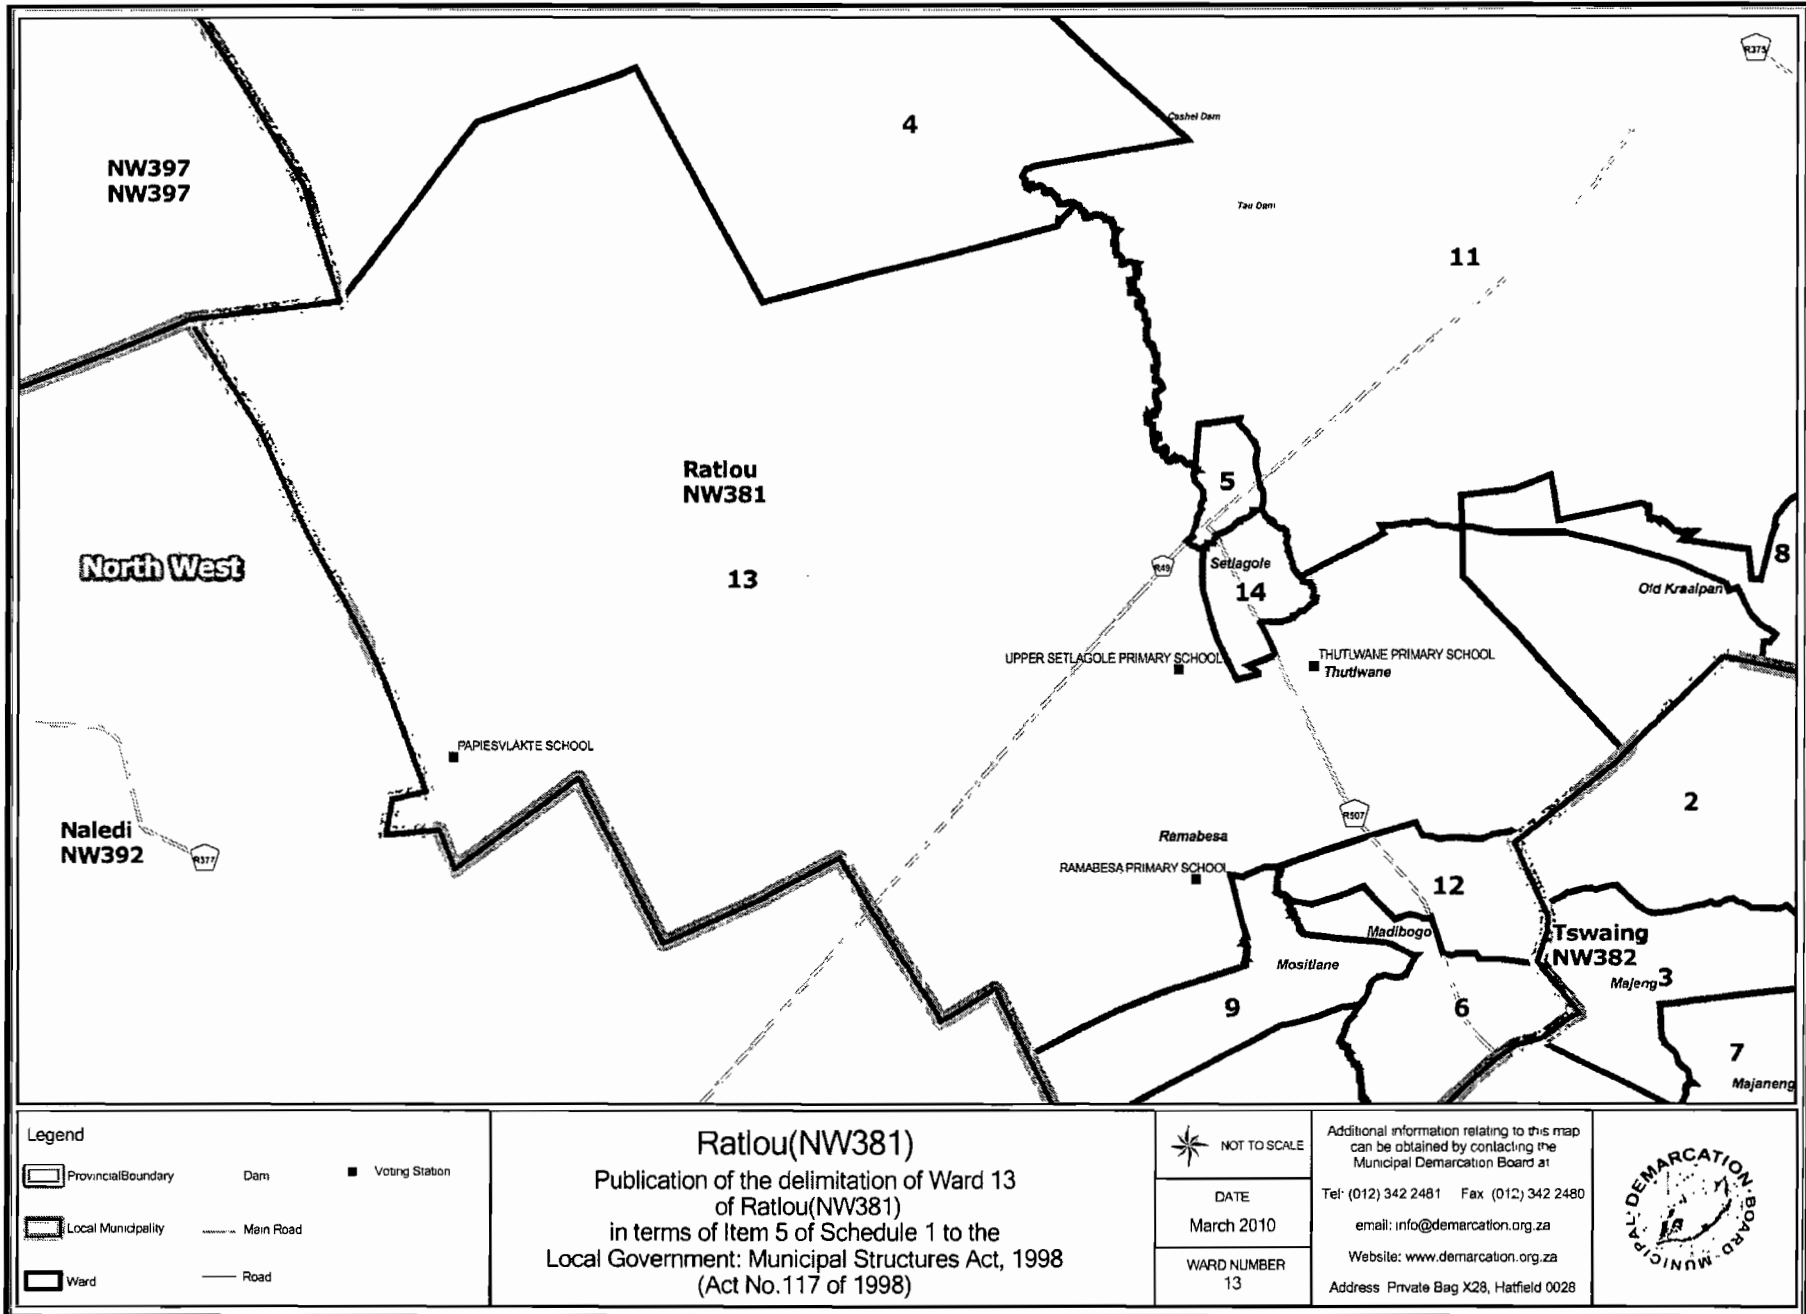 R375
Cashel Dam
4
NW397
NW397
Tau Dam
11
Ratlou
NW381
5
13
North West
R49
Setlagole
14
8
Old Kraalpan
UPPER SETLAGOLE PRIMARY SCHOOL
THUTLWANE PRIMARY SCHOOL
Thutlwane
PAPIESVLAKTE SCHOOL
2
R507
Naledi
NW392
R377
Ramabesa
RAMABESA PRIMARY SCHOOL
12
Madibogo
Tswaing
NW382
Mositlane
Majeng
3
9
6
7
Majaneng
Legend
ProvincialBoundary
Dam
Voting Station
Local Municipality
Main Road
Ward
Road
Ratlou(NW381)
Publication of the delimitation of Ward 13
of Ratlou(NW381)
in terms of Item 5 of Schedule 1 to the
Local Government: Municipal Structures Act, 1998
(Act No.117 of 1998)
NOT TO SCALE
DATE
March 2010
WARD NUMBER
13
Additional information relating to this map
can be obtained by contacting the
Municipal Demarcation Board at
Tel: (012) 342 2481 Fax (012) 342 2480
email: info@demarcation.org.za
Website: www.demarcation.org.za
Address Private Bag X28, Hatfield 0028
MUNICIPAL DEMARCATION BOARD